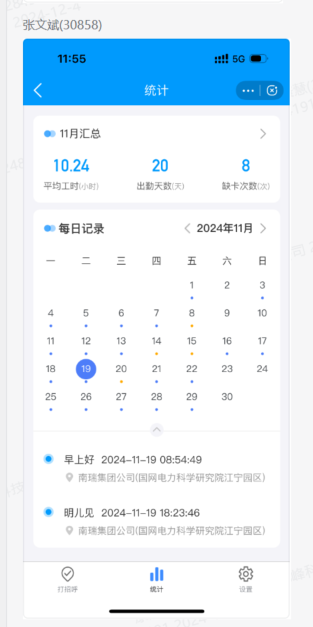 张文斌(30858)
11:55
5G
统计
11月汇总
10.24 20 8
平均工时(小时) 出勤天数(天) 缺卡次数(次)
每日记录 2024年11月
一 二 三 四 五 六 日
1 2 3
4 5 6 7 8 9 10
11 12 13 14 15 16 17
18 19 20 21 22 23 24
25 26 27 28 29 30
早上好 2024-11-19 08:54:49
南瑞集团公司(国网电力科学研究院江宁园区)
明儿见 2024-11-19 18:23:46
南瑞集团公司(国网电力科学研究院江宁园区)
打招呼 统计 设置